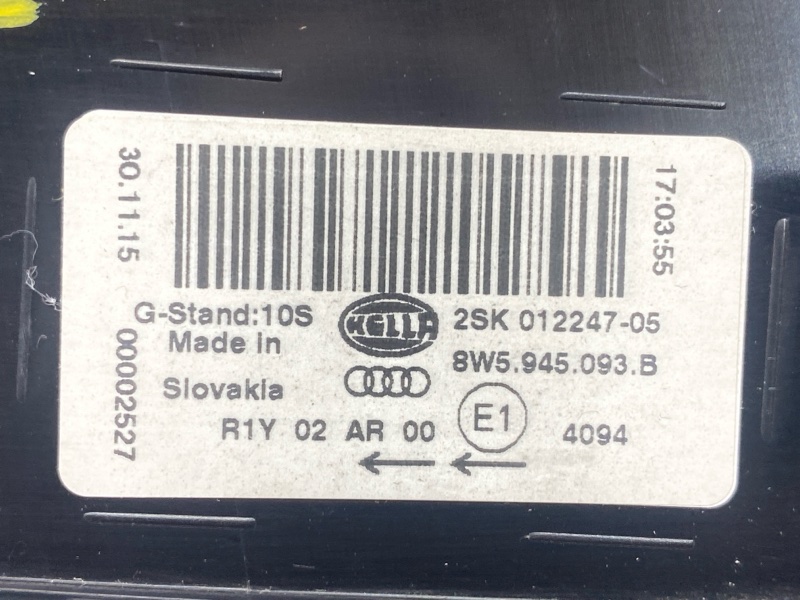 30.11.15
17:03:55
G-Stand:10S
HELLA
2SK 012247-05
Made in
Slovakia
8W5.945.093.B
00002527
R1Y 02 AR 00
E1
4094